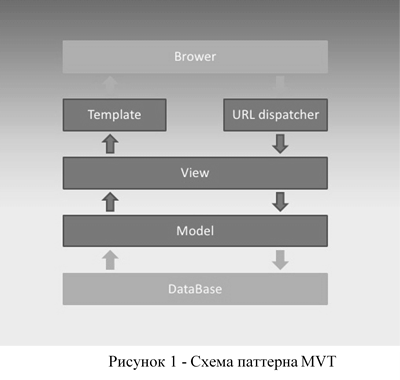 Brower
Template
URL dispatcher
View
Model
DataBase
Рисунок 1 - Схема паттерна MVT